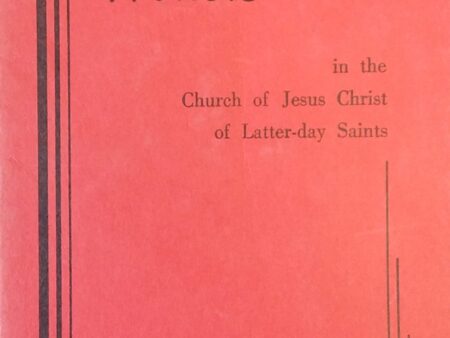 in the
Church of Jesus Christ
of Latter-day Saints